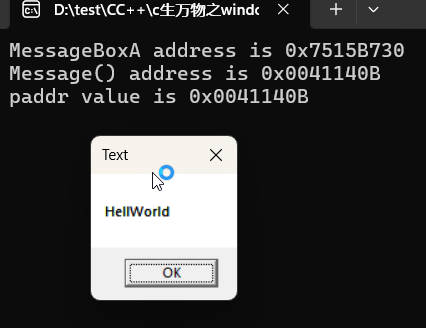 D:\test\CC++\c生万物之windo
MessageBoxA address is 0x7515B730
Message() address is 0x0041140B
paddr value is 0x0041140B
Text
HellWorld
OK